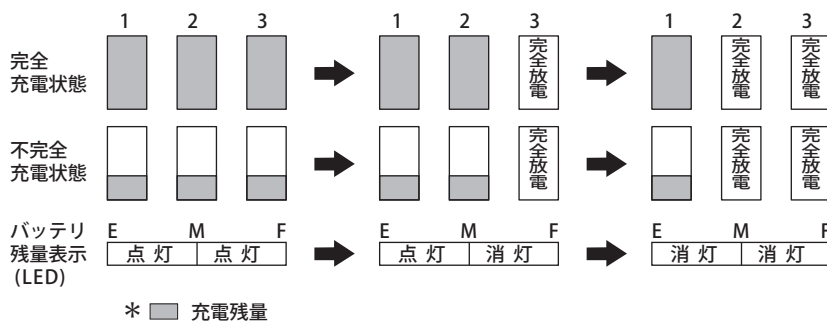 1 2 3 1 2 3 1 2 3
完全
充電状態
完全放電 完全放電 完全放電
不完全
充電状態
完全放電 完全放電 完全放電
バッテリ
残量表示
(LED)
E M F E M F E M F
点 灯 点 灯 点 灯 消 灯 消 灯 消 灯
＊ 充電残量